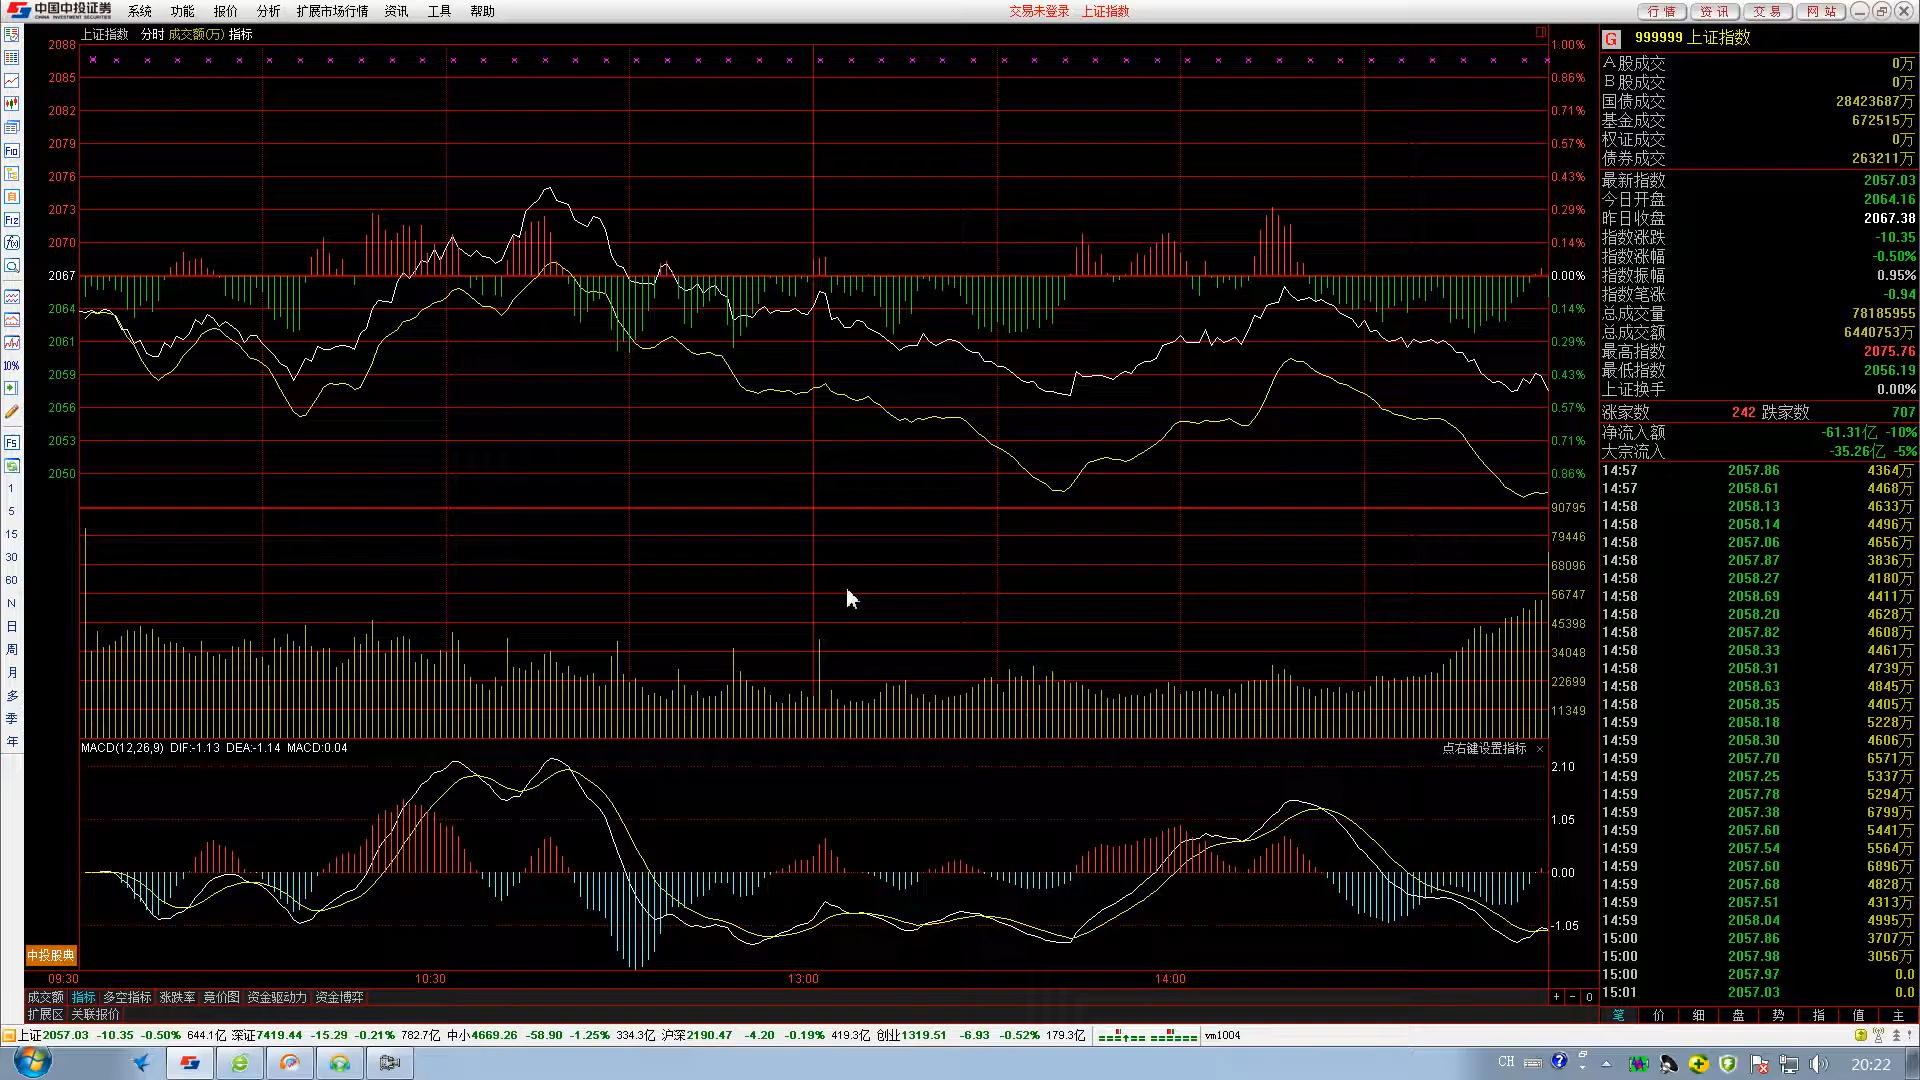 中国中投证券 系统 功能 报价 分析 扩展市场行情 资讯 工具 帮助 交易未登录 上证指数 行情 资讯 交易 网站
CHINA INVESTMENT SECURITIES
上证指数 分时 成交额(万) 指标
2088 1.00%
2085 0.86%
2082 0.71%
2079 0.57%
2076 0.43%
2073 0.29%
2070 0.14%
2067 0.00%
2064 0.14%
2061 0.29%
2059 0.43%
2056 0.57%
2053 0.71%
2050 0.86%
90795
79446
68096
56747
45398
34048
22699
11349
MACD(12,26,9) DIF:-1.13 DEA:-1.14 MACD:0.04 点右键设置指标 ×
2.10
1.05
0.00
-1.05
中投股典
09:30 10:30 13:00 14:00
成交额 指标 多空指标 涨跌率 竞价图 资金驱动力 资金博弈 + - 0
扩展区 关联报价
F10
F12
10%
F5
1
5
15
30
60
N
日
周
月
多
季
年
G 999999 上证指数
A股成交 0万
B股成交 0万
国债成交 28423687万
基金成交 672515万
权证成交 0万
债券成交 263211万
最新指数 2057.03
今日开盘 2064.16
昨日收盘 2067.38
指数涨跌 -10.35
指数涨幅 -0.50%
指数振幅 0.95%
指数笔涨 -0.94
总成交量 78185955
总成交额 6440753万
最高指数 2075.76
最低指数 2056.19
上证换手 0.00%
涨家数 242 跌家数 707
净流入额 -61.31亿 -10%
大宗流入 -35.26亿 -5%
14:57 2057.86 4364万
14:57 2058.61 4468万
14:58 2058.13 4633万
14:58 2058.14 4496万
14:58 2057.06 4656万
14:58 2057.87 3836万
14:58 2058.27 4180万
14:58 2058.69 4411万
14:58 2058.20 4628万
14:58 2057.82 4608万
14:58 2058.33 4461万
14:58 2058.31 4739万
14:58 2058.63 4845万
14:58 2058.35 4405万
14:59 2058.18 5228万
14:59 2058.30 4606万
14:59 2057.70 6571万
14:59 2057.25 5337万
14:59 2057.78 5294万
14:59 2057.38 6799万
14:59 2057.60 5441万
14:59 2057.54 5564万
14:59 2057.60 6896万
14:59 2057.68 4828万
14:59 2057.51 4313万
14:59 2058.04 4995万
15:00 2057.86 3707万
15:00 2057.98 3056万
15:00 2057.97 0.0
15:01 2057.03 0.0
笔 价 细 盘 势 指 值 主
上证2057.03 -10.35 -0.50% 644.1亿 深证7419.44 -15.29 -0.21% 782.7亿 中小4669.26 -58.90 -1.25% 334.3亿 沪深2190.47 -4.20 -0.19% 419.3亿 创业1319.51 -6.93 -0.52% 179.3亿 vm1004
CH 20:22